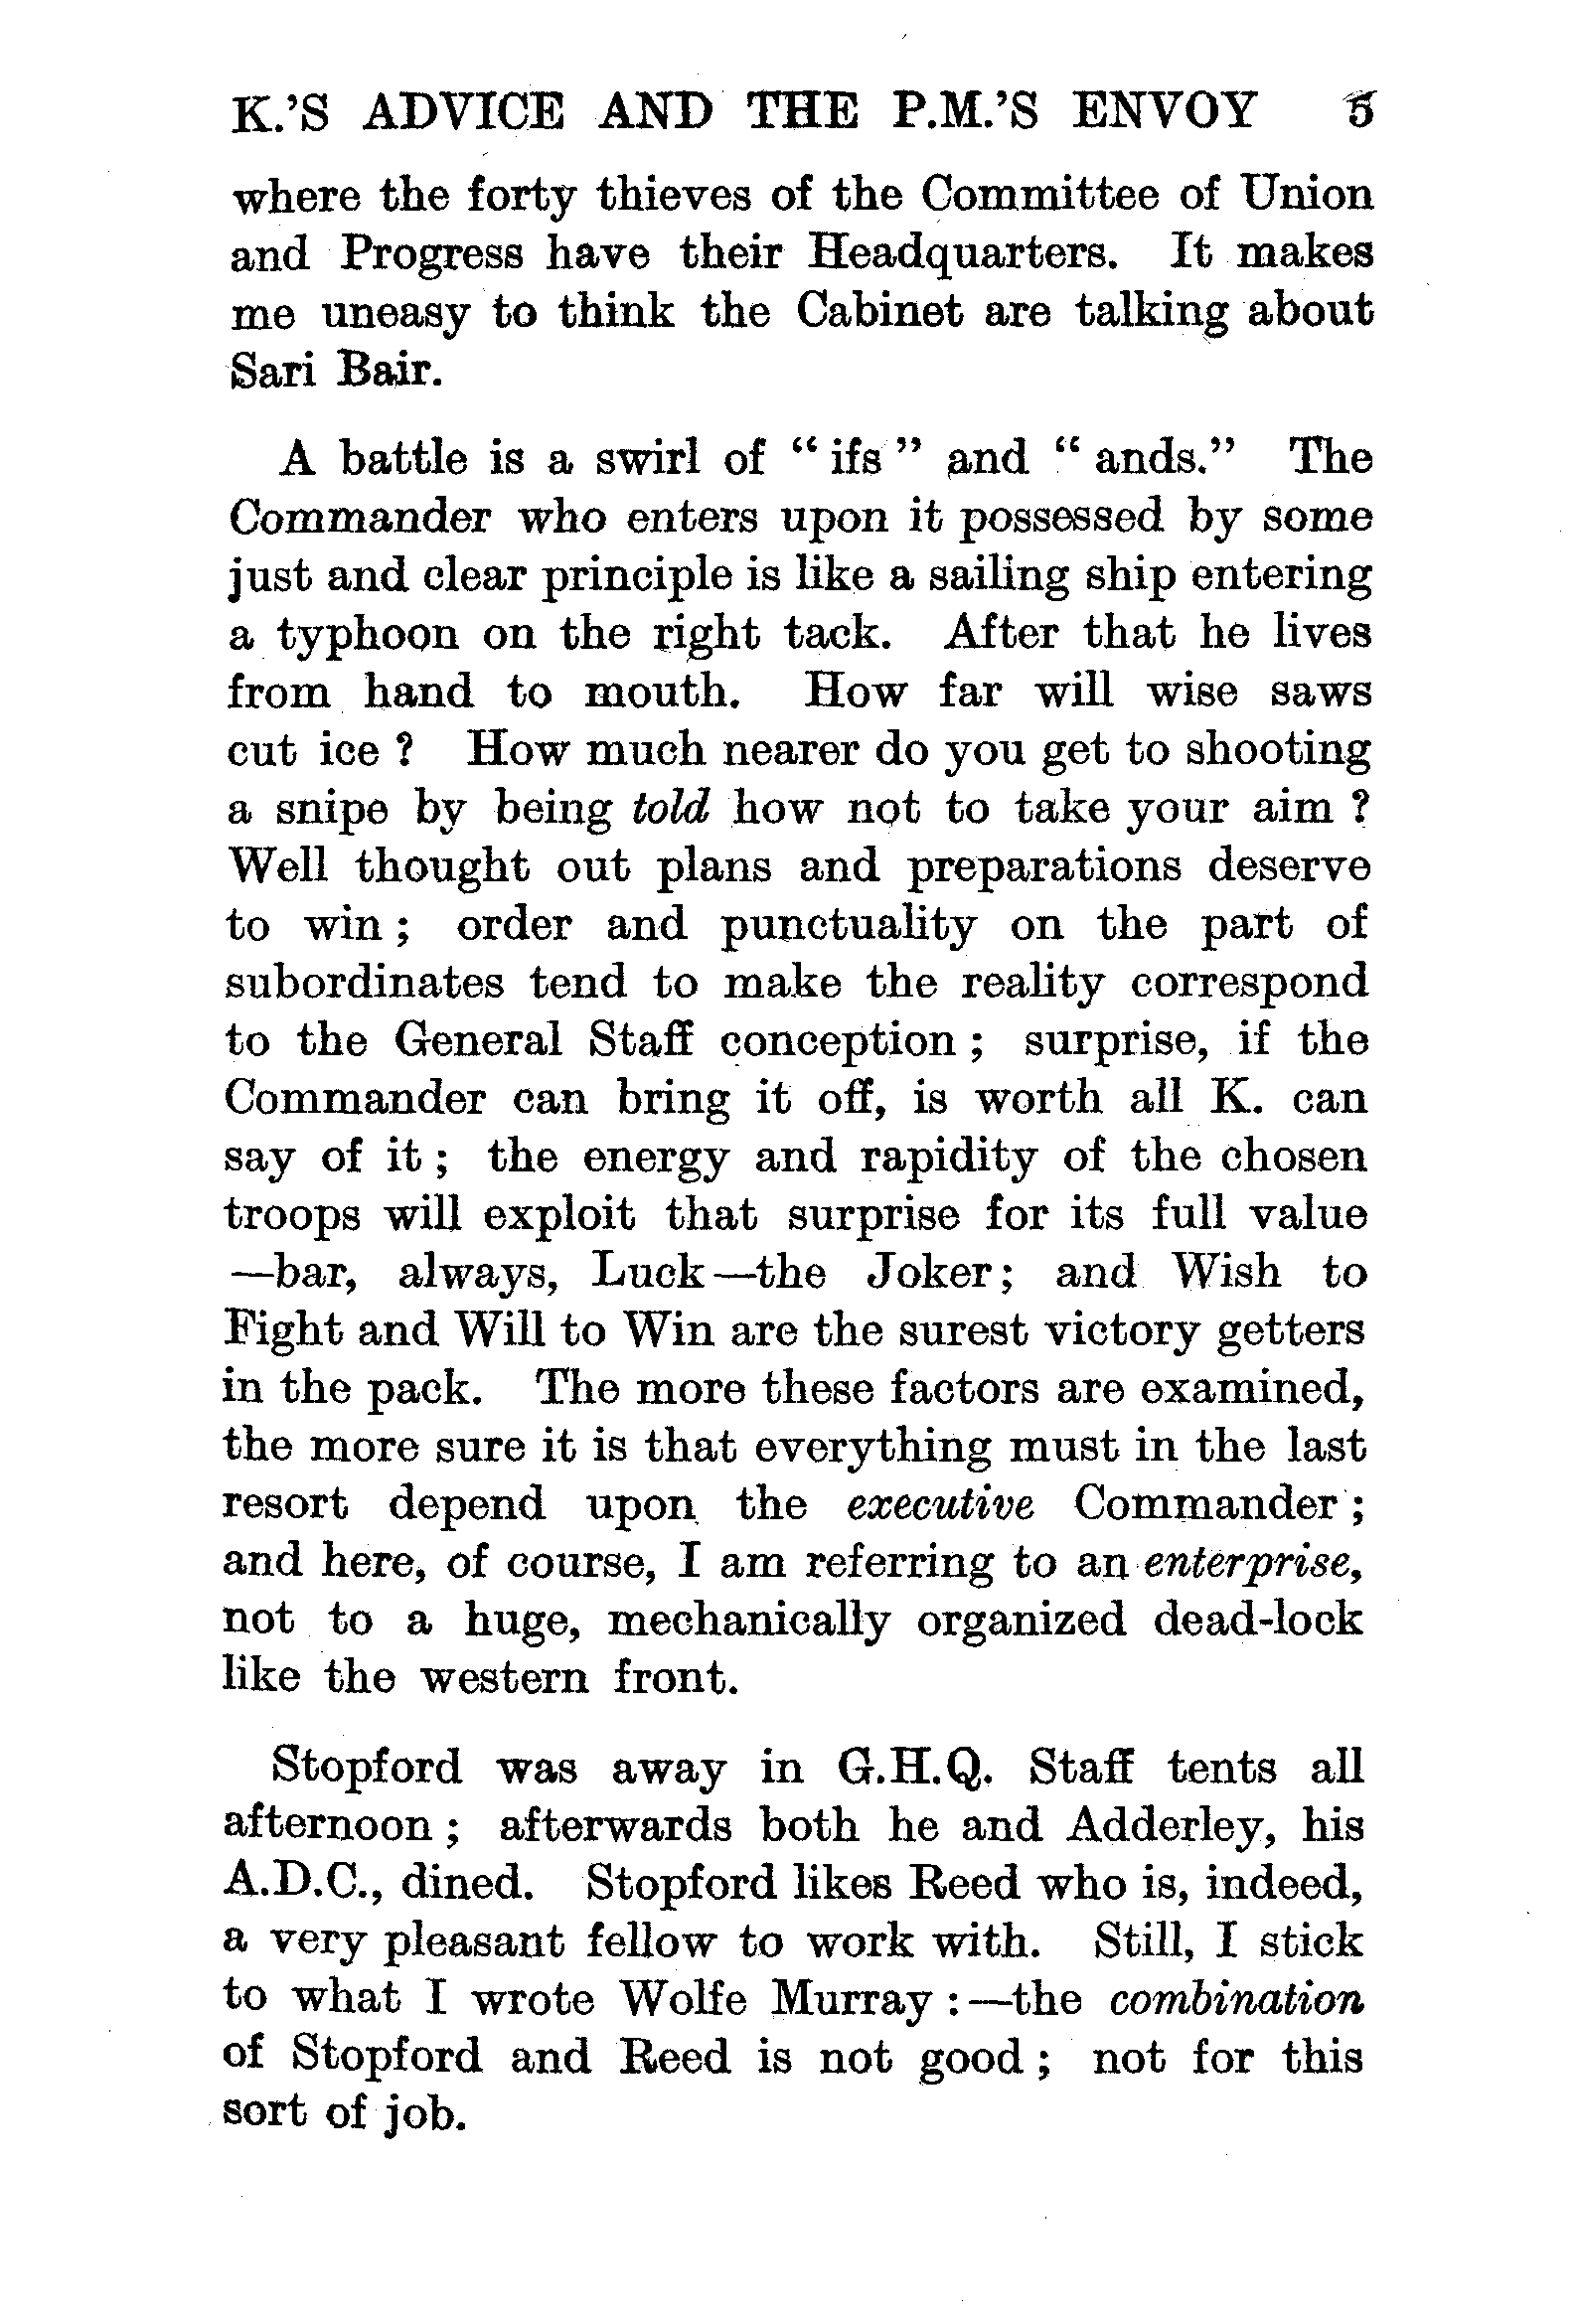 K.'S ADVICE AND THE P.M.'S ENVOY 5
where the forty thieves of the Committee of Union
and Progress have their Headquarters. It makes
me uneasy to think the Cabinet are talking about
Sari Bair.
A battle is a swirl of “ ifs ” and “ ands.” The
Commander who enters upon it possessed by some
just and clear principle is like a sailing ship entering
a typhoon on the right tack. After that he lives
from hand to mouth. How far will wise saws
cut ice ? How much nearer do you get to shooting
a snipe by being told how not to take your aim ?
Well thought out plans and preparations deserve
to win ; order and punctuality on the part of
subordinates tend to make the reality correspond
to the General Staff conception ; surprise, if the
Commander can bring it off, is worth all K. can
say of it ; the energy and rapidity of the chosen
troops will exploit that surprise for its full value
—bar, always, Luck—the Joker; and Wish to
Fight and Will to Win are the surest victory getters
in the pack. The more these factors are examined,
the more sure it is that everything must in the last
resort depend upon the executive Commander ;
and here, of course, I am referring to an enterprise,
not to a huge, mechanically organized dead-lock
like the western front.
Stopford was away in G.H.Q. Staff tents all
afternoon ; afterwards both he and Adderley, his
A.D.C., dined. Stopford likes Reed who is, indeed,
a very pleasant fellow to work with. Still, I stick
to what I wrote Wolfe Murray :—the combination
of Stopford and Reed is not good ; not for this
sort of job.